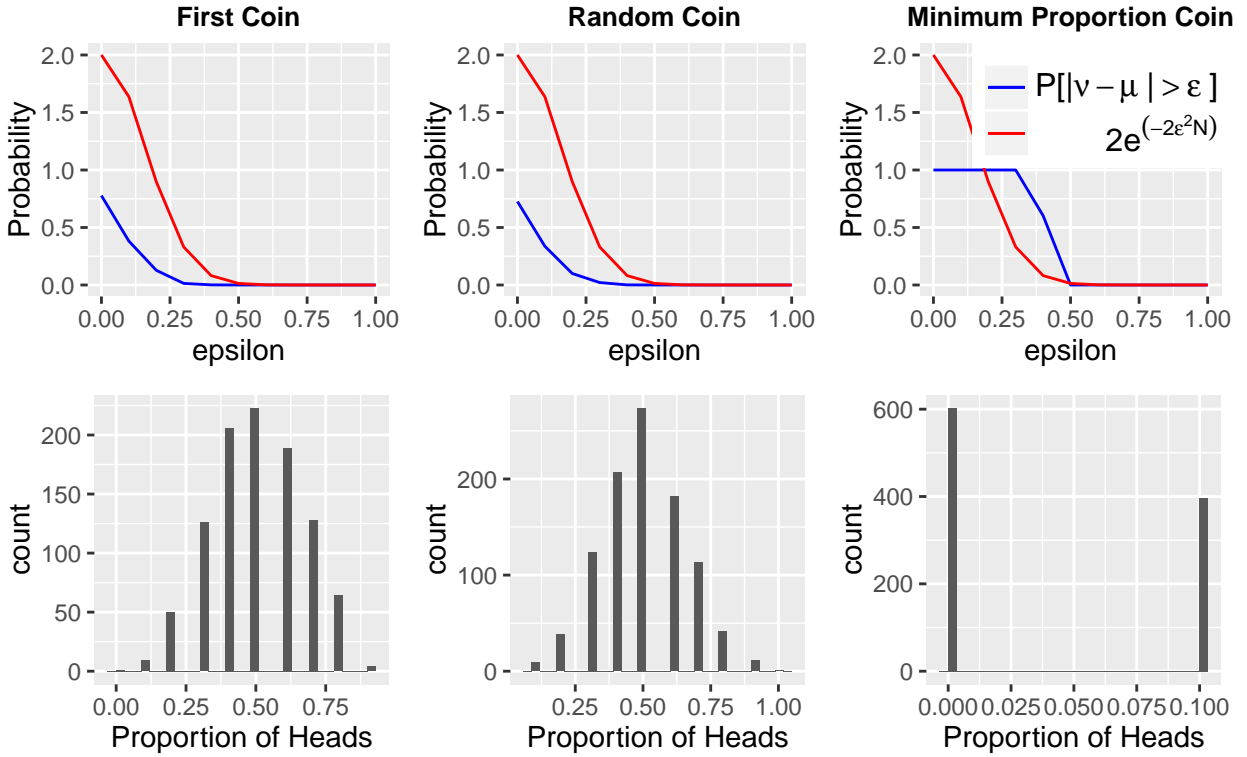 First Coin
Random Coin
Minimum Proportion Coin
2.0
1.5
1.0
0.5
0.0
Probability
0.00 0.25 0.50 0.75 1.00
epsilon
2.0
1.5
1.0
0.5
0.0
Probability
0.00 0.25 0.50 0.75 1.00
epsilon
2.0
1.5
1.0
0.5
0.0
Probability
P[|ν − μ | > ε ]
2e^(−2ε²N)
0.00 0.25 0.50 0.75 1.00
epsilon
200
150
100
50
0
count
0.00 0.25 0.50 0.75
Proportion of Heads
200
100
0
count
0.25 0.50 0.75 1.00
Proportion of Heads
600
400
200
0
count
0.000 0.025 0.050 0.075 0.100
Proportion of Heads